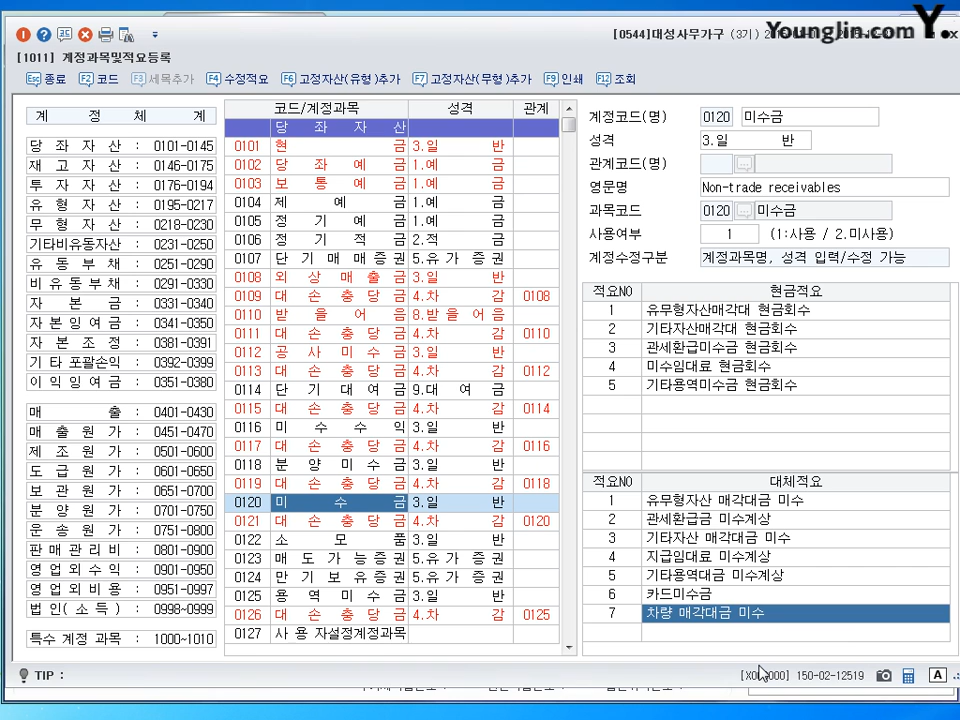 [0544]대성사무가구 (3기)
Younglin.com
[1011] 계정과목및적요등록
Esc 종료 F2 코드 F3 세목추가 F4 수정적요 F6 고정자산(유형)추가 F7 고정자산(무형)추가 F9 인쇄 F12 조회
계 정 체 계
당 좌 자 산 : 0101-0145
재 고 자 산 : 0146-0175
투 자 자 산 : 0176-0194
유 형 자 산 : 0195-0217
무 형 자 산 : 0218-0230
기타비유동자산 : 0231-0250
유 동 부 채 : 0251-0290
비 유 동 부 채 : 0291-0330
자 본 금 : 0331-0340
자 본 잉 여 금 : 0341-0350
자 본 조 정 : 0381-0391
기 타 포괄손익 : 0392-0399
이 익 잉 여 금 : 0351-0380
매 출 : 0401-0430
매 출 원 가 : 0451-0470
제 조 원 가 : 0501-0600
도 급 원 가 : 0601-0650
보 관 원 가 : 0651-0700
분 양 원 가 : 0701-0750
운 송 원 가 : 0751-0800
판 매 관 리 비 : 0801-0900
영 업 외 수 익 : 0901-0950
영 업 외 비 용 : 0951-0997
법 인( 소 득 ) : 0998-0999
특수 계정 과목 : 1000~1010
코드/계정과목 성격 관계
당 좌 자 산
0101 현 금 3.일 반
0102 당 좌 예 금 1.예 금
0103 보 통 예 금 1.예 금
0104 제 예 금 1.예 금
0105 정 기 예 금 1.예 금
0106 정 기 적 금 2.적 금
0107 단 기 매 매 증 권 5.유 가 증 권
0108 외 상 매 출 금 3.일 반
0109 대 손 충 당 금 4.차 감 0108
0110 받 을 어 음 8.받 을 어 음
0111 대 손 충 당 금 4.차 감 0110
0112 공 사 미 수 금 3.일 반
0113 대 손 충 당 금 4.차 감 0112
0114 단 기 대 여 금 9.대 여 금
0115 대 손 충 당 금 4.차 감 0114
0116 미 수 수 익 3.일 반
0117 대 손 충 당 금 4.차 감 0116
0118 분 양 미 수 금 3.일 반
0119 대 손 충 당 금 4.차 감 0118
0120 미 수 금 3.일 반
0121 대 손 충 당 금 4.차 감 0120
0122 소 모 품 3.일 반
0123 매 도 가 능 증 권 5.유 가 증 권
0124 만 기 보 유 증 권 5.유 가 증 권
0125 용 역 미 수 금 3.일 반
0126 대 손 충 당 금 4.차 감 0125
0127 사 용 자설정계정과목
계정코드(명) 0120 미수금
성격 3.일 반
관계코드(명)
영문명 Non-trade receivables
과목코드 0120 미수금
사용여부 1 (1:사용 / 2.미사용)
계정수정구분 계정과목명, 성격 입력/수정 가능
적요NO 현금적요
1 유무형자산매각대 현금회수
2 기타자산매각대 현금회수
3 관세환급미수금 현금회수
4 미수임대료 현금회수
5 기타용역미수금 현금회수
적요NO 대체적요
1 유무형자산 매각대금 미수
2 관세환급금 미수계상
3 기타자산 매각대금 미수
4 지급임대료 미수계상
5 기타용역대금 미수계상
6 카드미수금
7 차량 매각대금 미수
TIP :
150-02-12519
A